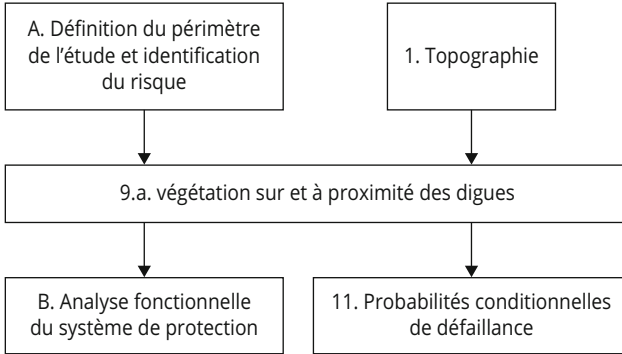 A. Définition du périmètre
de l’étude et identification
du risque
1. Topographie
9.a. végétation sur et à proximité des digues
B. Analyse fonctionnelle
du système de protection
11. Probabilités conditionnelles
de défaillance